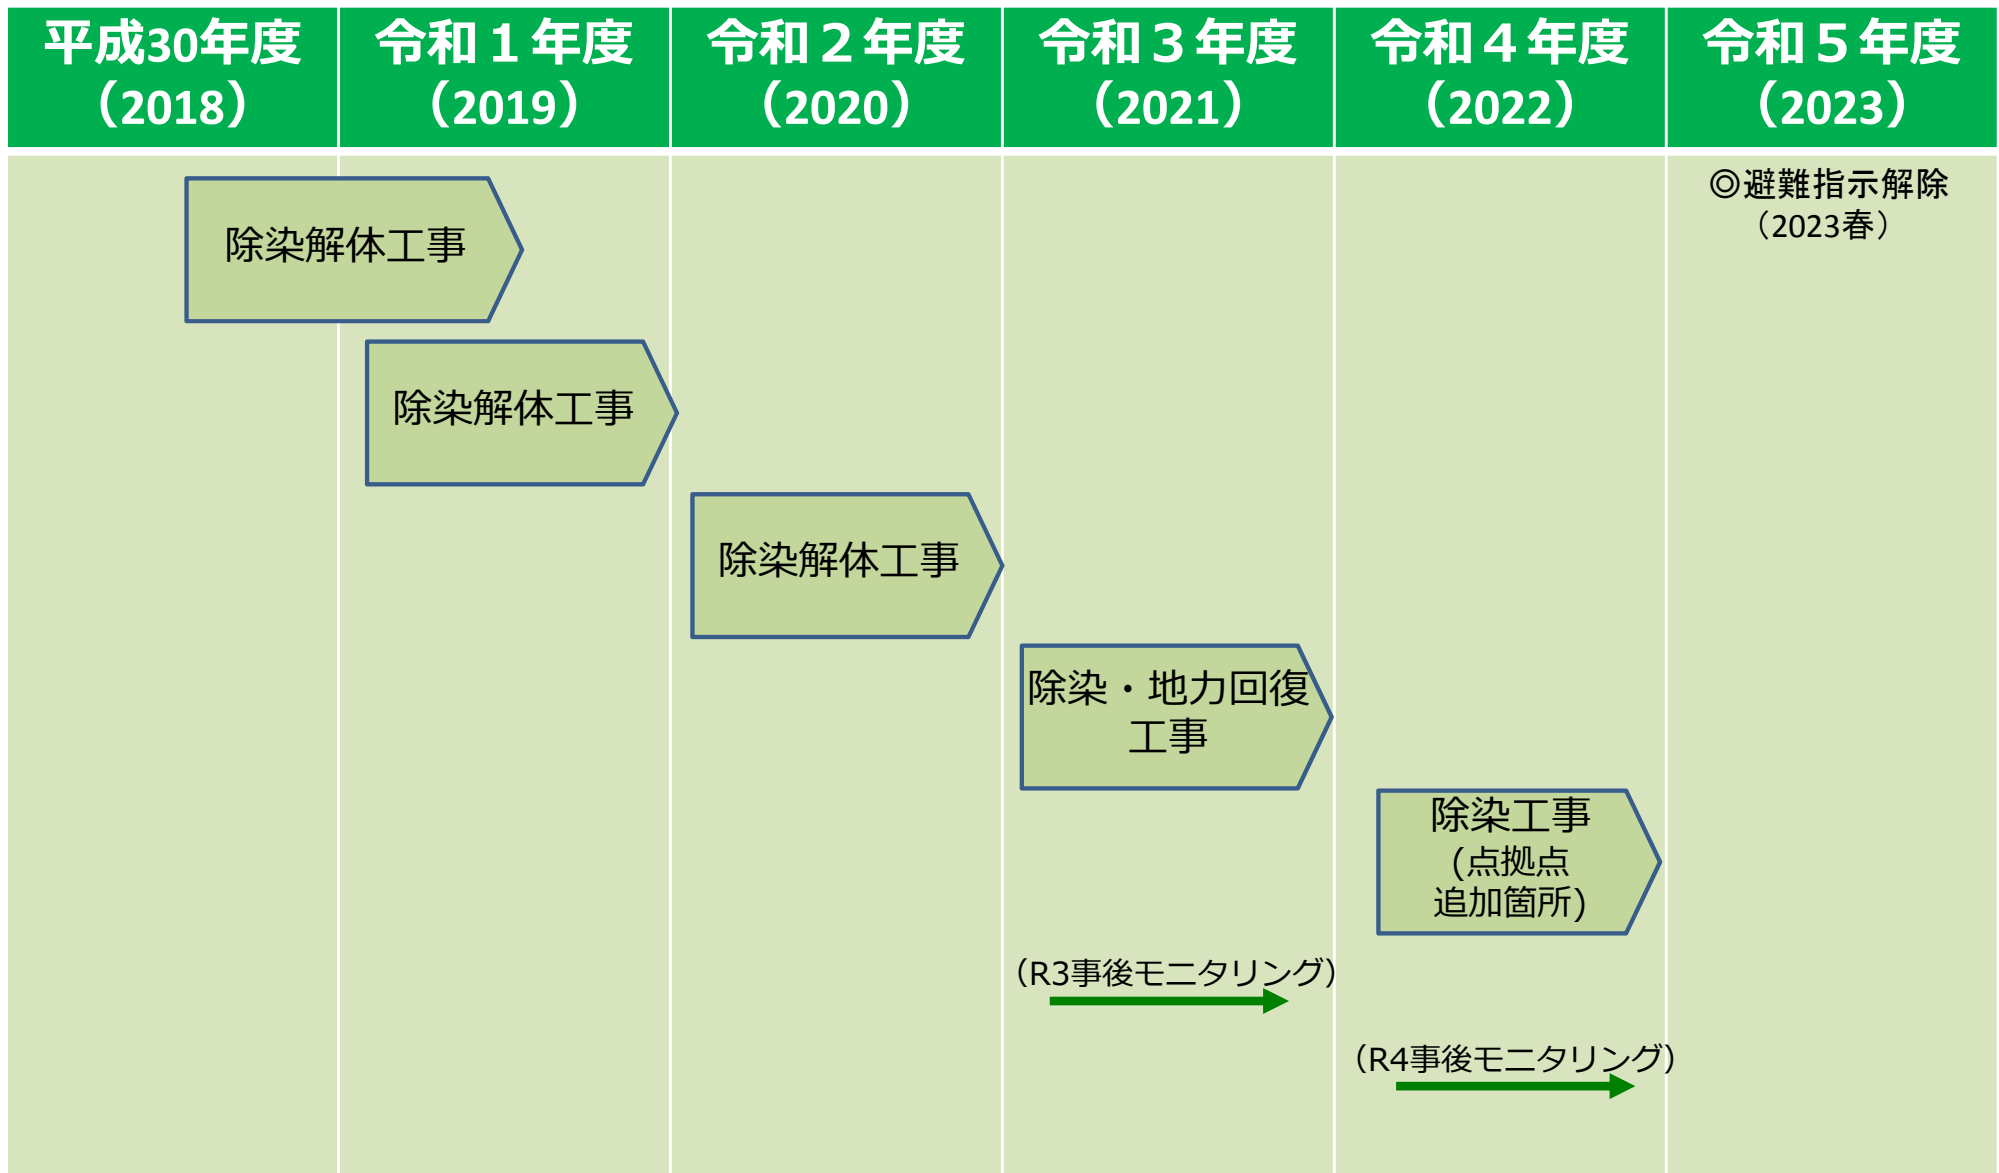 平成30年度
（2018）
令和１年度
（2019）
令和２年度
（2020）
令和３年度
（2021）
令和４年度
（2022）
令和５年度
（2023）
◎避難指示解除
（2023春）
除染解体工事
除染解体工事
除染解体工事
除染・地力回復
工事
除染工事
(点拠点
追加箇所)
（R3事後モニタリング）
（R4事後モニタリング）